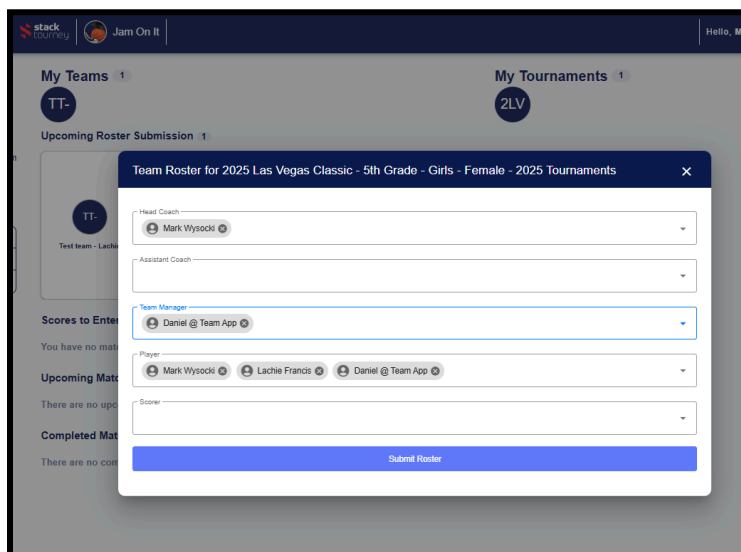 stack
tourney
Jam On It
Hello, M
My Teams 1
My Tournaments 1
TT-
2LV
Upcoming Roster Submission 1
Team Roster for 2025 Las Vegas Classic - 5th Grade - Girls - Female - 2025 Tournaments
Head Coach
Mark Wysocki
TT-
Test team - Lachi
Assistant Coach
Team Manager
Daniel @ Team App
Scores to Enter
You have no mat
Player
Mark Wysocki Lachie Francis Daniel @ Team App
Upcoming Matc
There are no upc
Scorer
Completed Mat
There are no com
Submit Roster